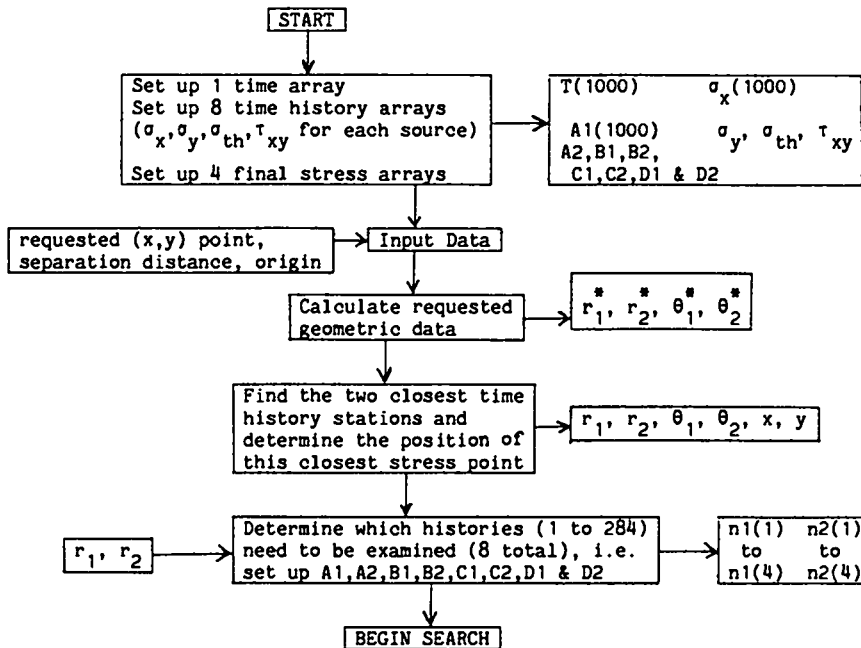 START
Set up 1 time array
Set up 8 time history arrays
(σx,σy,σth,τxy for each source)
Set up 4 final stress arrays
T(1000) σx(1000)
A1(1000) σy, σth, τxy
A2,B1,B2,
C1,C2,D1 & D2
requested (x,y) point,
separation distance, origin
Input Data
Calculate requested
geometric data
r1*, r2*, θ1*, θ2*
Find the two closest time
history stations and
determine the position of
this closest stress point
r1, r2, θ1, θ2, x, y
r1, r2
Determine which histories (1 to 284)
need to be examined (8 total), i.e.
set up A1,A2,B1,B2,C1,C2,D1 & D2
n1(1) n2(1)
to to
n1(4) n2(4)
BEGIN SEARCH